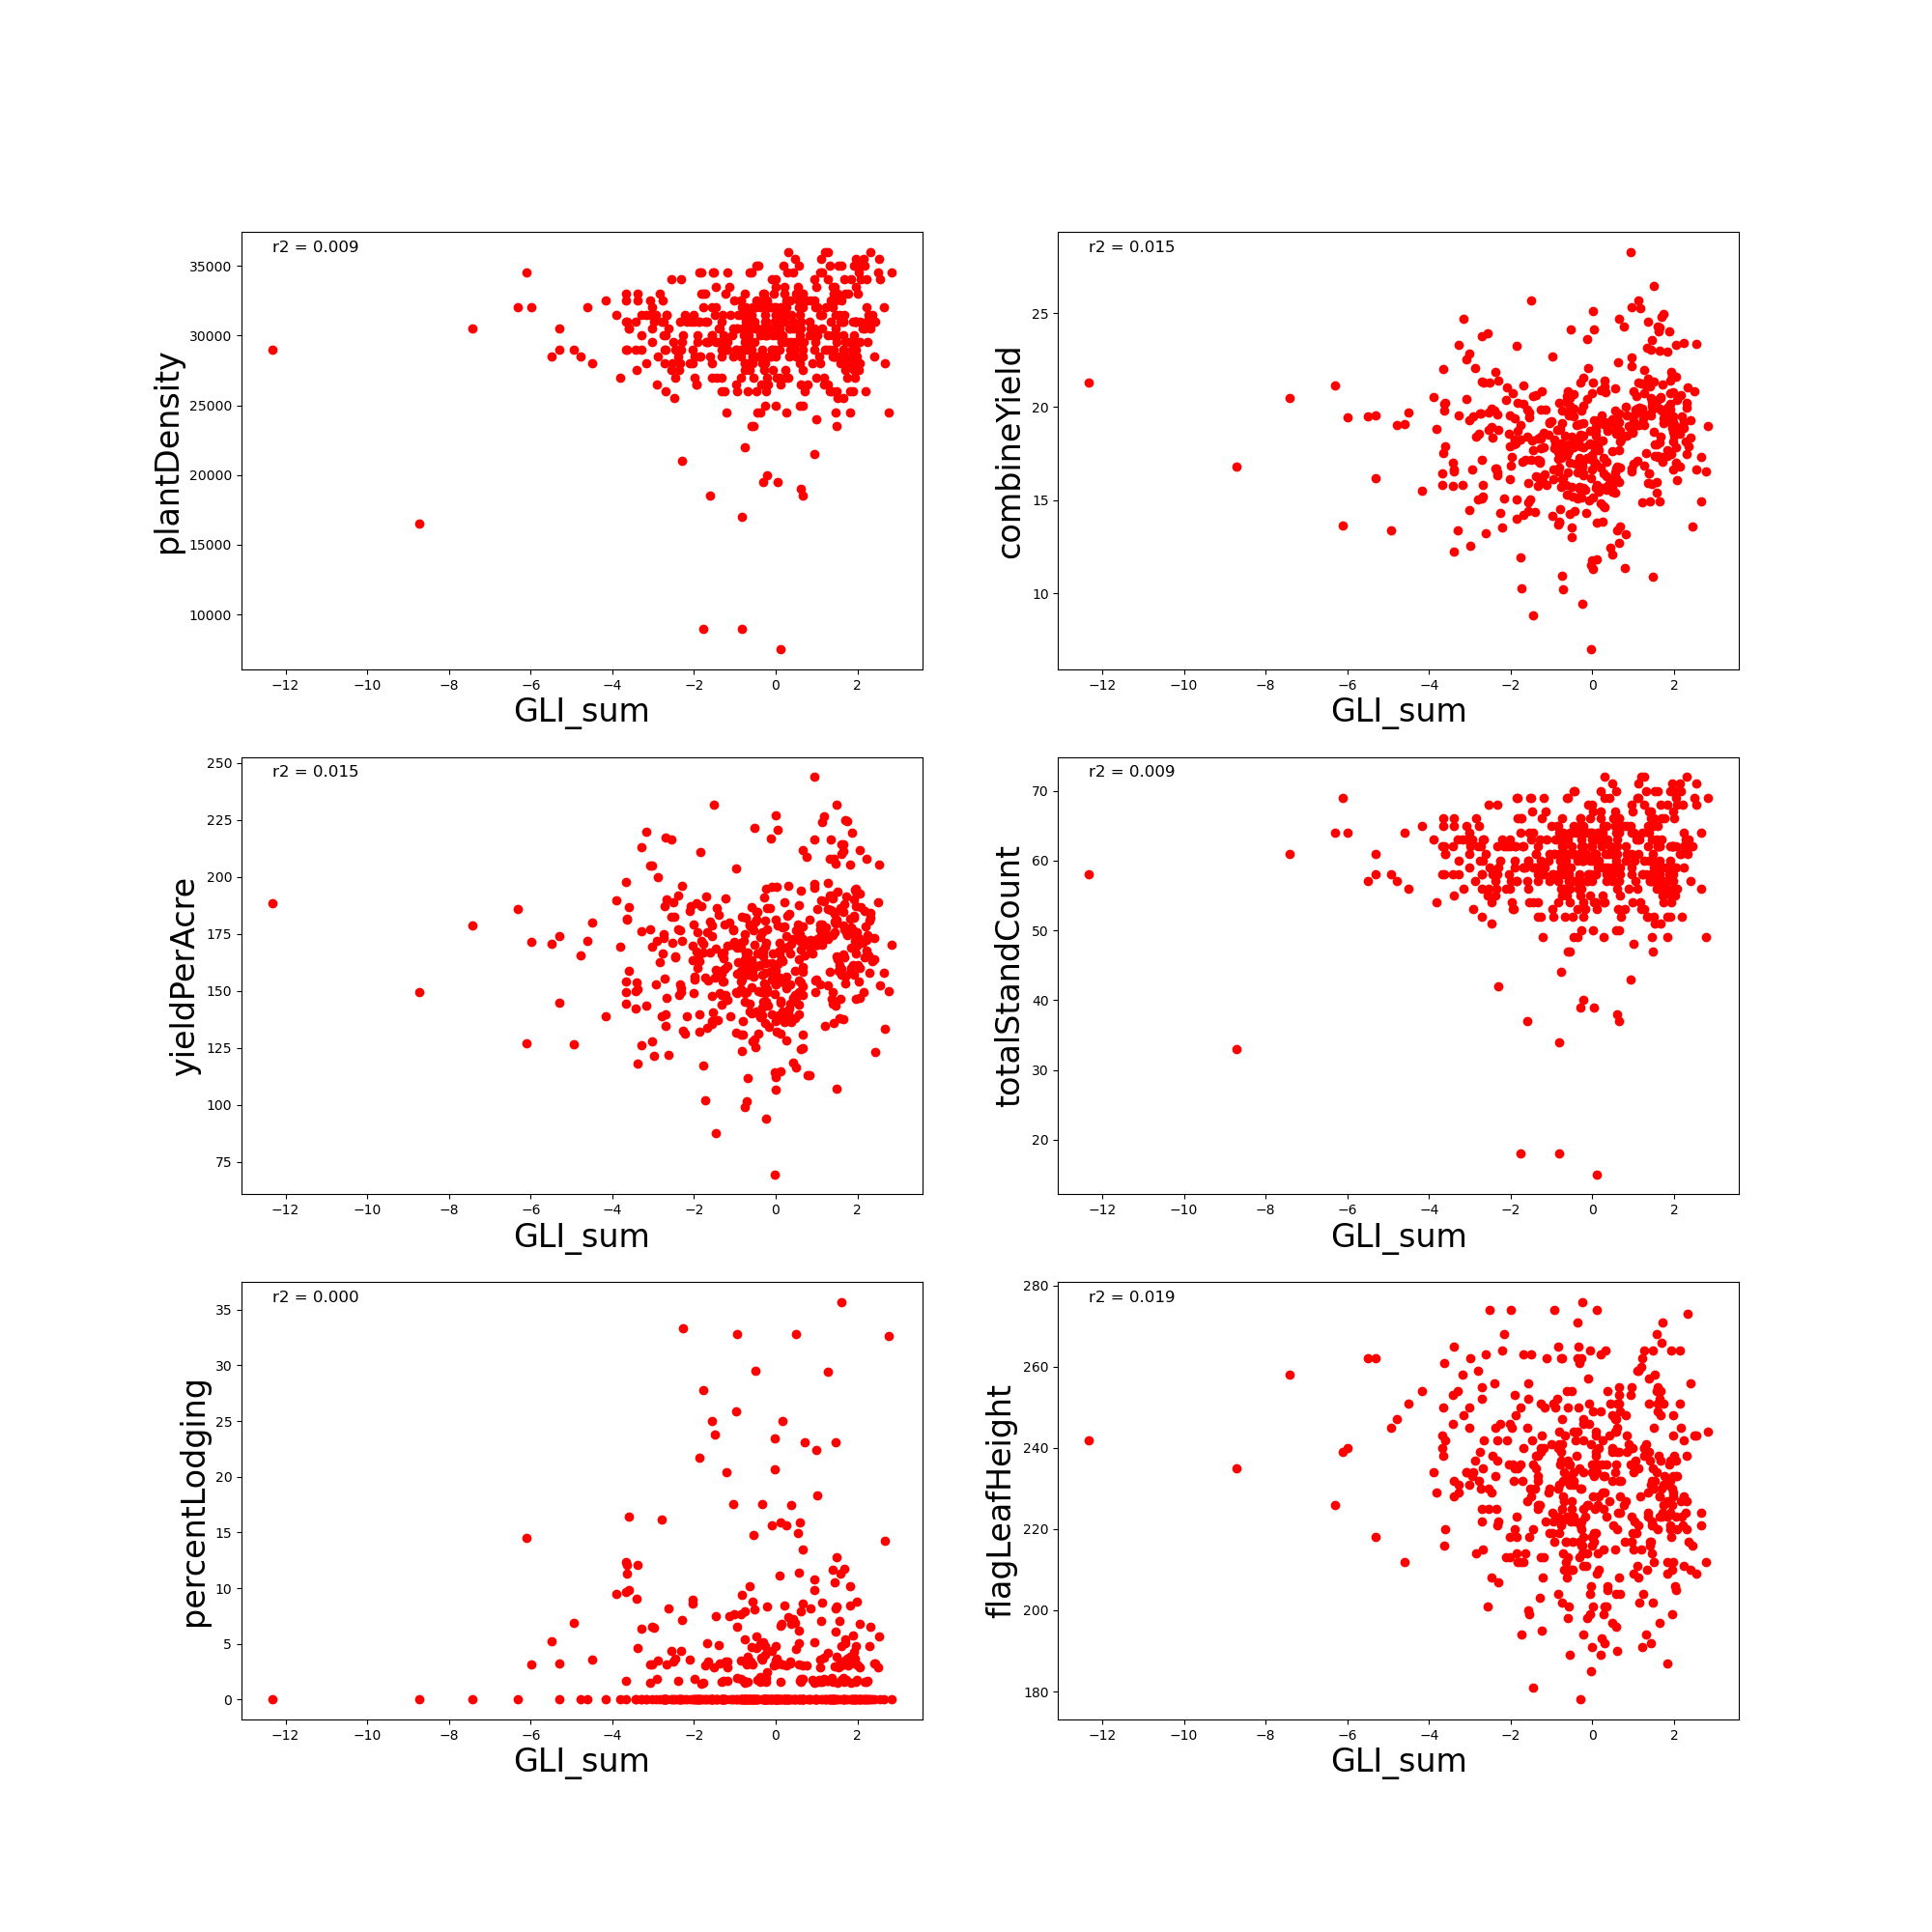 r2 = 0.009
35000
30000
25000
20000
15000
10000
plantDensity
−12 −10 −8 −6 −4 −2 0 2
GLI_sum
r2 = 0.015
25
20
15
10
combineYield
−12 −10 −8 −6 −4 −2 0 2
GLI_sum
r2 = 0.015
250
225
200
175
150
125
100
75
yieldPerAcre
−12 −10 −8 −6 −4 −2 0 2
GLI_sum
r2 = 0.009
70
60
50
40
30
20
totalStandCount
−12 −10 −8 −6 −4 −2 0 2
GLI_sum
r2 = 0.000
35
30
25
20
15
10
5
0
percentLodging
−12 −10 −8 −6 −4 −2 0 2
GLI_sum
r2 = 0.019
280
260
240
220
200
180
flagLeafHeight
−12 −10 −8 −6 −4 −2 0 2
GLI_sum